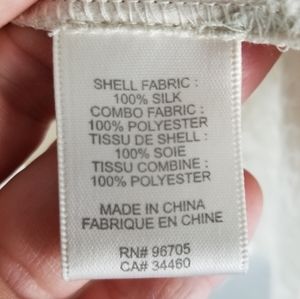 SHELL FABRIC :
100% SILK
COMBO FABRIC :
100% POLYESTER
TISSU DE SHELL :
100% SOIE
TISSU COMBINE :
100% POLYESTER
MADE IN CHINA
FABRIQUE EN CHINE
RN# 96705
CA# 34460